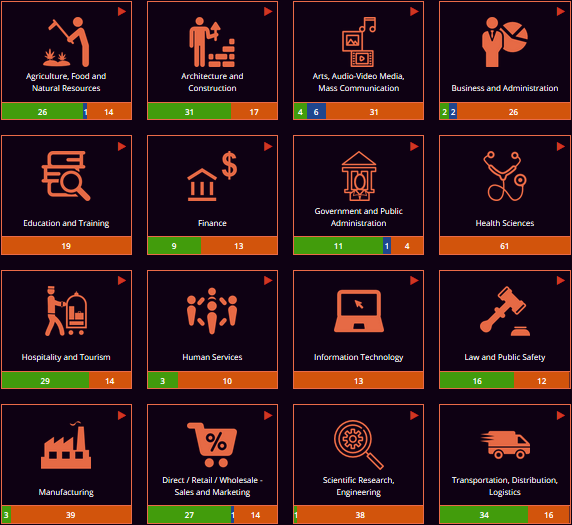 Agriculture, Food and
Natural Resources
26 1 14
Architecture and
Construction
31 17
Arts, Audio-Video Media,
Mass Communication
4 6 31
Business and Administration
2 2 26
Education and Training
19
$
Finance
9 13
Government and Public
Administration
11 1 4
Health Sciences
61
Hospitality and Tourism
29 14
Human Services
3 10
Information Technology
13
Law and Public Safety
16 12
Manufacturing
3 39
%
Direct / Retail / Wholesale -
Sales and Marketing
27 1 14
Scientific Research,
Engineering
1 38
Transportation, Distribution,
Logistics
34 16